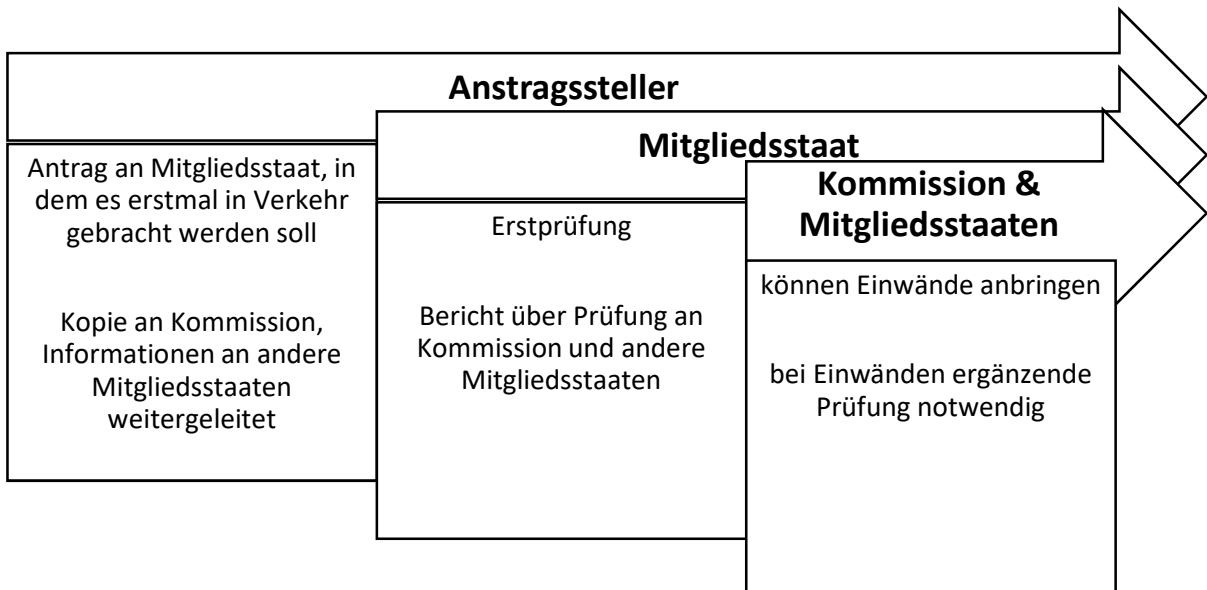 Anstragssteller
Antrag an Mitgliedsstaat, in
dem es erstmal in Verkehr
gebracht werden soll
Kopie an Kommission,
Informationen an andere
Mitgliedsstaaten
weitergeleitet
Mitgliedsstaat
Erstprüfung
Bericht über Prüfung an
Kommission und andere
Mitgliedsstaaten
Kommission &
Mitgliedsstaaten
können Einwände anbringen
bei Einwänden ergänzende
Prüfung notwendig